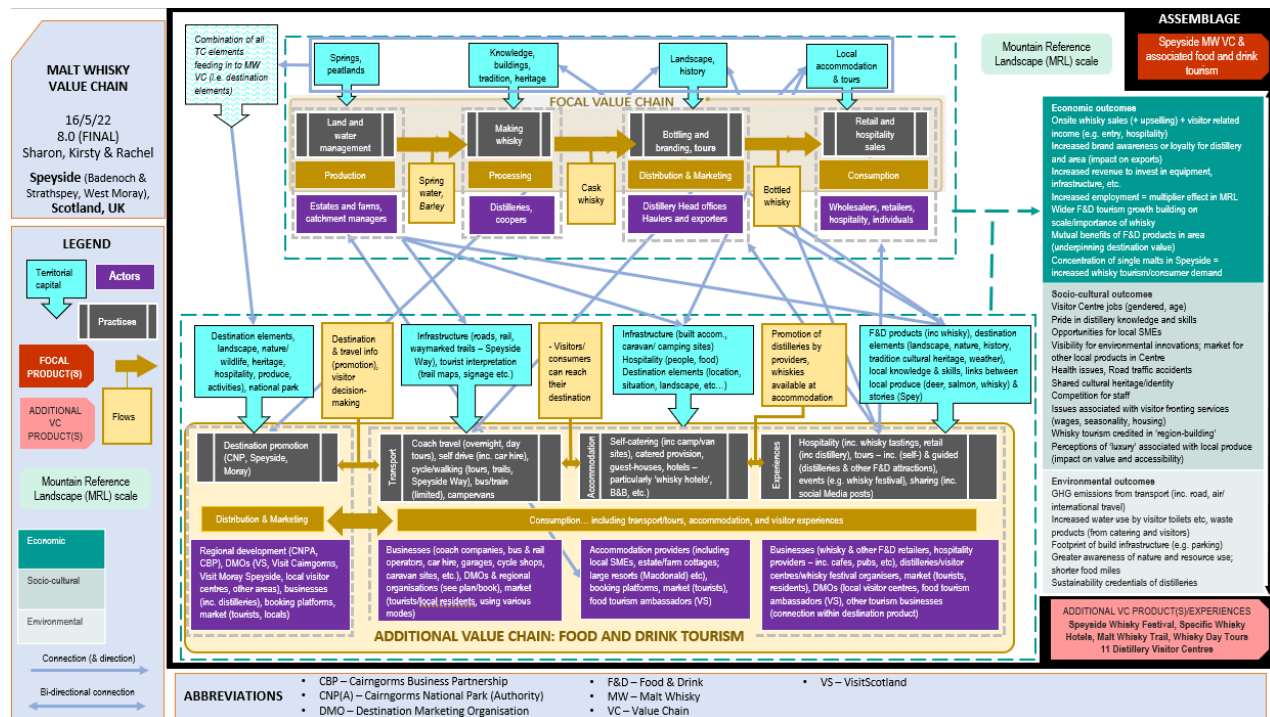 MALT WHISKY
VALUE CHAIN
16/5/22
8.0 (FINAL)
Sharon, Kirsty & Rachel
Speyside (Badenoch &
Strathspey, West Moray),
Scotland, UK
LEGEND
Territorial
capital
Actors
Practices
FOCAL
PRODUCT(S)
Flows
ADDITIONAL
VC
PRODUCT(S)
Mountain Reference
Landscape (MRL) scale
Economic
Socio-cultural
Environmental
Connection (& direction)
Bi-directional connection
Combination of all
TC elements
feeding in to MW
VC (i.e. destination
elements)
Springs,
peatlands
Knowledge,
buildings,
tradition, heritage
Landscape,
history
Local
accommodation
& tours
Mountain Reference
Landscape (MRL) scale
ASSEMBLAGE
Speyside MW VC &
associated food and drink
tourism
FOCAL VALUE CHAIN
Land and
water
management
Making
whisky
Bottling and
branding, tours
Retail and
hospitality
sales
Production
Processing
Distribution & Marketing
Consumption
Spring
water,
Barley
Cask
whisky
Bottled
whisky
Estates and farms,
catchment managers
Distilleries,
coopers
Distillery Head offices
Haulers and exporters
Wholesalers, retailers,
hospitality, individuals
Destination elements,
landscape, nature/
wildlife, heritage,
hospitality, produce,
activities), national park
Destination
& travel info
(promotion),
visitor
decision-
making
Infrastructure (roads, rail,
waymarked trails – Speyside
Way), tourist interpretation
(trail maps, signage etc.)
- Visitors/
consumers
can reach
their
destination
Infrastructure (built accom.,
caravan/ camping sites)
Hospitality (people, food)
Destination elements (location,
situation, landscape, etc…)
Promotion of
distilleries by
providers,
whiskies
available at
accommodation
F&D products (inc whisky), destination
elements (landscape, nature, history,
tradition cultural heritage, weather),
local knowledge & skills, links between
local produce (deer, salmon, whisky) &
stories (Spey)
Destination promotion
(CNP, Speyside,
Moray)
Transport
Coach travel (overnight, day
tours), self drive (inc. car hire),
cycle/walking (tours, trails,
Speyside Way), bus/train
(limited), campervans
Accommodation
Self-catering (inc camp/van
sites), catered provision,
guest-houses, hotels –
particularly 'whisky hotels',
B&B, etc.)
Experiences
Hospitality (inc. whisky tastings, retail
(inc distillery), tours – inc. (self-) & guided
(distilleries & other F&D attractions),
events (e.g. whisky festival), sharing (inc.
social Media posts)
Distribution & Marketing
Consumption… including transport/tours, accommodation, and visitor experiences
Regional development (CNPA,
CBP), DMOs (VS, Visit Cairngorms,
Visit Moray Speyside, local visitor
centres, other areas), businesses
(inc. distilleries), booking platforms,
market (tourists, locals)
Businesses (coach companies, bus & rail
operators, car hire, garages, cycle shops,
caravan sites, etc.), DMOs & regional
organisations (see plan/book), market
(tourists/local residents, using various
modes)
Accommodation providers (including
local SMEs, estate/farm cottages;
large resorts (Macdonald) etc),
booking platforms, market (tourists),
food tourism ambassadors (VS)
Businesses (whisky & other F&D retailers, hospitality
providers – inc. cafes, pubs, etc), distilleries/visitor
centres/whisky festival organisers, market (tourists,
residents), DMOs (local visitor centres, food tourism
ambassadors (VS), other tourism businesses
(connection within destination product)
ADDITIONAL VALUE CHAIN: FOOD AND DRINK TOURISM
Economic outcomes
Onsite whisky sales (+ upselling) + visitor related
income (e.g. entry, hospitality)
Increased brand awareness or loyalty for distillery
and area (impact on exports)
Increased revenue to invest in equipment,
infrastructure, etc.
Increased employment = multiplier effect in MRL
Wider F&D tourism growth building on
scale/importance of whisky
Mutual benefits of F&D products in area
(underpinning destination value)
Concentration of single malts in Speyside =
increased whisky tourism/consumer demand
Socio-cultural outcomes
Visitor Centre jobs (gendered, age)
Pride in distillery knowledge and skills
Opportunities for local SMEs
Visibility for environmental innovations; market for
other local products in Centre
Health issues, Road traffic accidents
Shared cultural heritage/identity
Competition for staff
Issues associated with visitor fronting services
(wages, seasonality, housing)
Whisky tourism credited in 'region-building'
Perceptions of 'luxury' associated with local produce
(impact on value and accessibility)
Environmental outcomes
GHG emissions from transport (inc. road, air/
international travel)
Increased water use by visitor toilets etc, waste
products (from catering and visitors)
Footprint of build infrastructure (e.g. parking)
Greater awareness of nature and resource use;
shorter food miles
Sustainability credentials of distilleries
ADDITIONAL VC PRODUCT(S)/EXPERIENCES
Speyside Whisky Festival, Specific Whisky
Hotels, Malt Whisky Trail, Whisky Day Tours
11 Distillery Visitor Centres
ABBREVIATIONS
• CBP – Cairngorms Business Partnership
• CNP(A) – Cairngorms National Park (Authority)
• DMO – Destination Marketing Organisation
• F&D – Food & Drink
• MW – Malt Whisky
• VC – Value Chain
• VS – VisitScotland